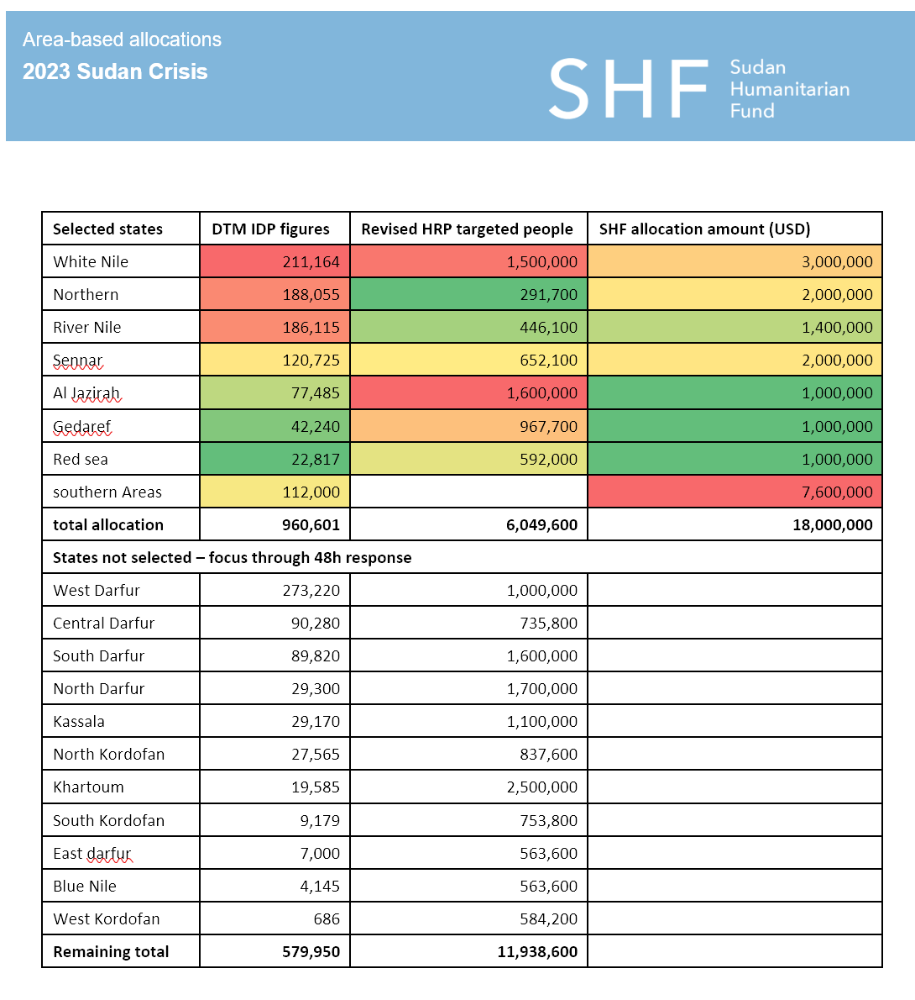 Area-based allocations
2023 Sudan Crisis
SHF
Sudan
Humanitarian
Fund
Selected states DTM IDP figures Revised HRP targeted people SHF allocation amount (USD)
White Nile 211,164 1,500,000 3,000,000
Northern 188,055 291,700 2,000,000
River Nile 186,115 446,100 1,400,000
Sennar 120,725 652,100 2,000,000
Al Jazirah 77,485 1,600,000 1,000,000
Gedaref 42,240 967,700 1,000,000
Red sea 22,817 592,000 1,000,000
southern Areas 112,000 7,600,000
total allocation 960,601 6,049,600 18,000,000
States not selected – focus through 48h response
West Darfur 273,220 1,000,000
Central Darfur 90,280 735,800
South Darfur 89,820 1,600,000
North Darfur 29,300 1,700,000
Kassala 29,170 1,100,000
North Kordofan 27,565 837,600
Khartoum 19,585 2,500,000
South Kordofan 9,179 753,800
East darfur 7,000 563,600
Blue Nile 4,145 563,600
West Kordofan 686 584,200
Remaining total 579,950 11,938,600